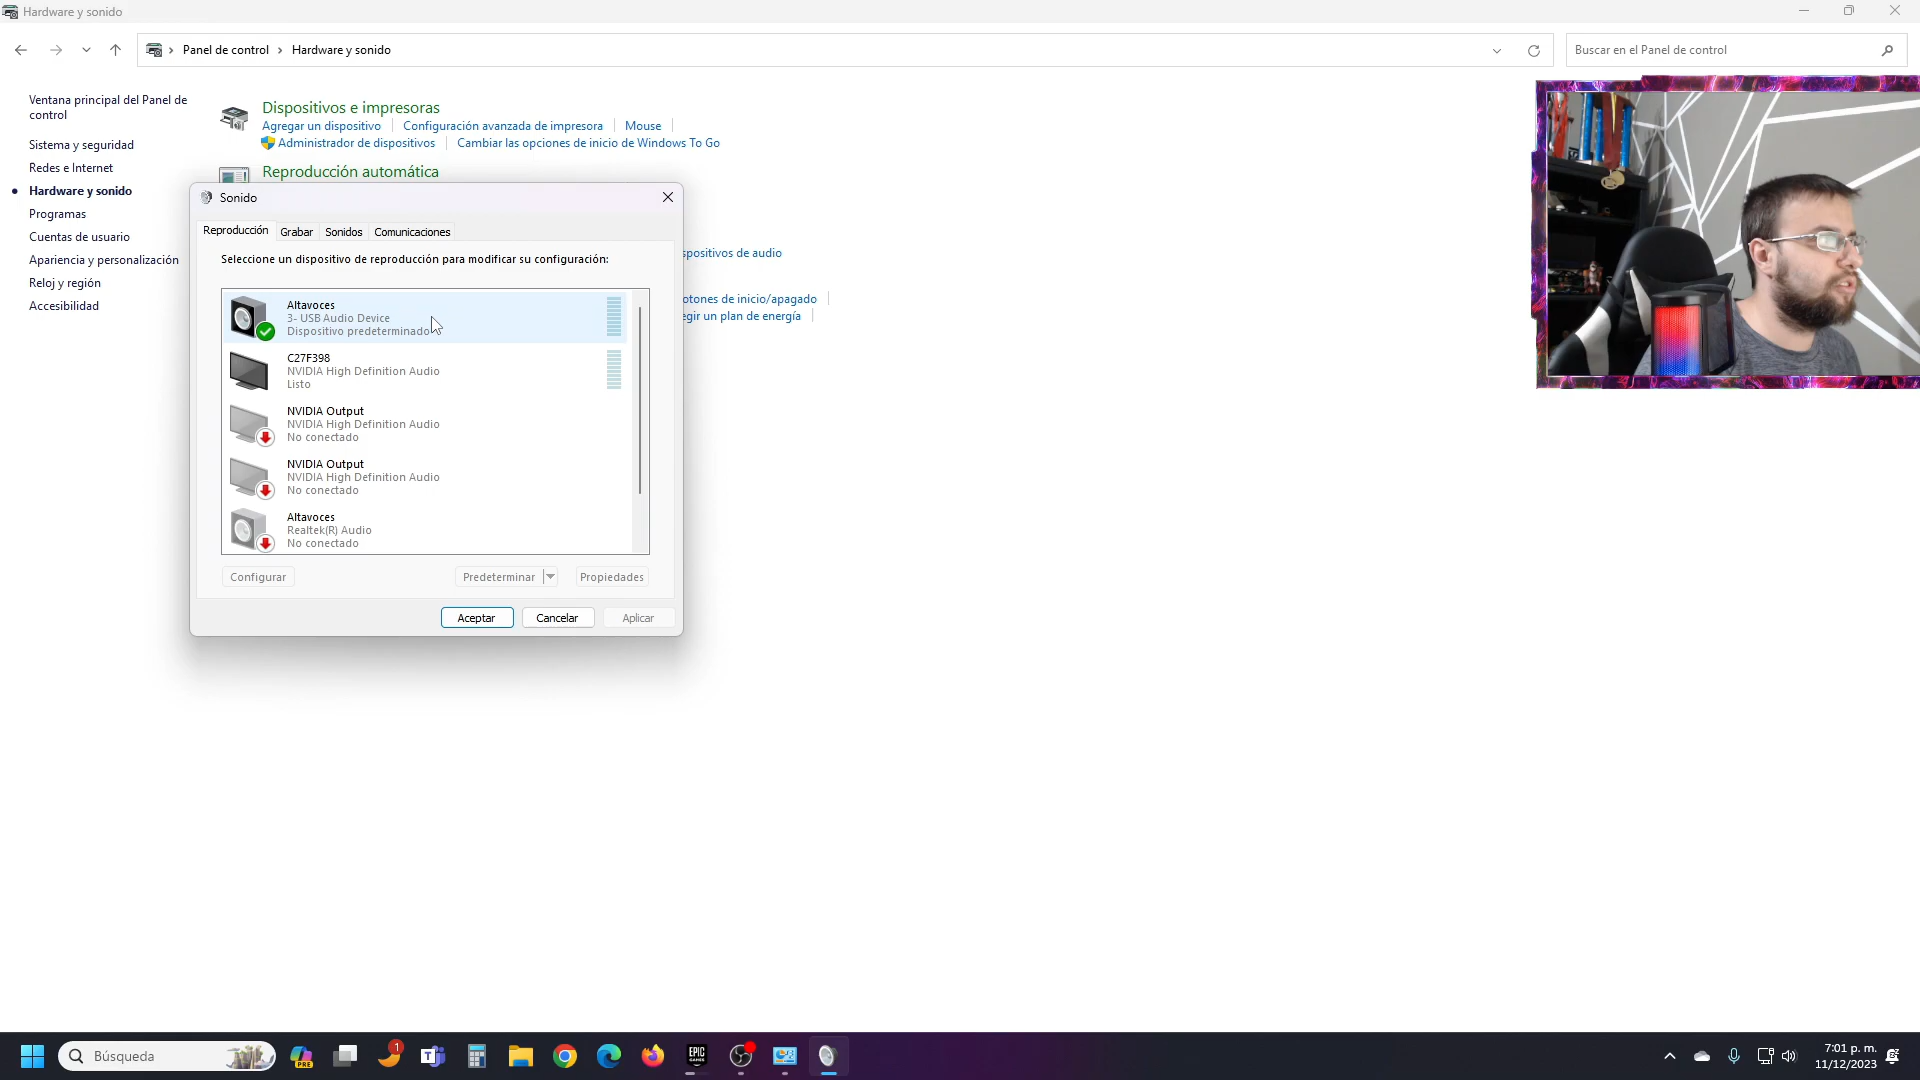 Hardware y sonido
Panel de control › Hardware y sonido
Buscar en el Panel de control
Ventana principal del Panel de
control
Sistema y seguridad
Redes e Internet
Hardware y sonido
Programas
Cuentas de usuario
Apariencia y personalización
Reloj y región
Accesibilidad
Dispositivos e impresoras
Agregar un dispositivo
Configuración avanzada de impresora
Mouse
Administrador de dispositivos
Cambiar las opciones de inicio de Windows To Go
Reproducción automática
spositivos de audio
otones de inicio/apagado
egir un plan de energía
Sonido
Reproducción
Grabar
Sonidos
Comunicaciones
Seleccione un dispositivo de reproducción para modificar su configuración:
Altavoces
3- USB Audio Device
Dispositivo predeterminado
C27F398
NVIDIA High Definition Audio
Listo
NVIDIA Output
NVIDIA High Definition Audio
No conectado
NVIDIA Output
NVIDIA High Definition Audio
No conectado
Altavoces
Realtek(R) Audio
No conectado
Configurar
Predeterminar
Propiedades
Aceptar
Cancelar
Aplicar
Búsqueda
PRE
1
EPIC
GAMES
7:01 p. m.
11/12/2023